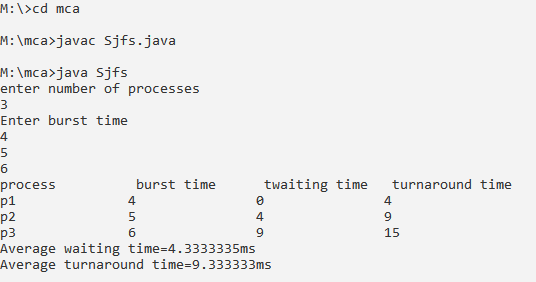 M:\>cd mca
M:\mca>javac Sjfs.java
M:\mca>java Sjfs
enter number of processes
3
Enter burst time
4
5
6
process burst time twaiting time turnaround time
p1 4 0 4
p2 5 4 9
p3 6 9 15
Average waiting time=4.3333335ms
Average turnaround time=9.333333ms